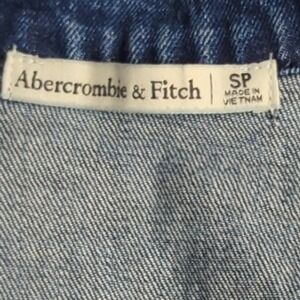 Abercrombie & Fitch
SP
MADE IN
VIETNAM